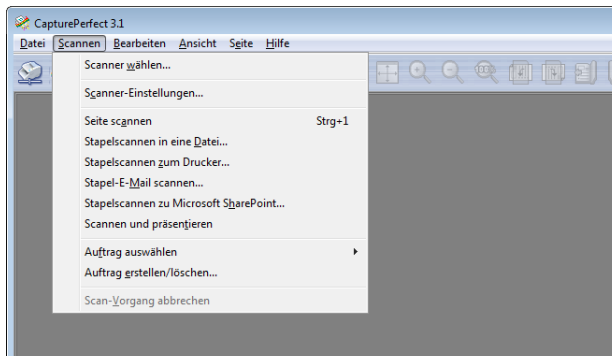 CapturePerfect 3.1
Datei Scannen Bearbeiten Ansicht Seite Hilfe
Scanner wählen...
Scanner-Einstellungen...
Seite scannen Strg+1
Stapelscannen in eine Datei...
Stapelscannen zum Drucker...
Stapel-E-Mail scannen...
Stapelscannen zu Microsoft SharePoint...
Scannen und präsentieren
Auftrag auswählen
Auftrag erstellen/löschen...
Scan-Vorgang abbrechen